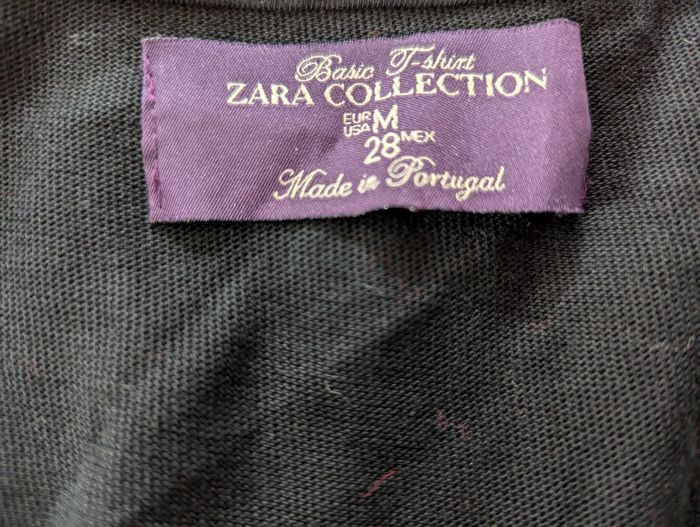 Basic T-shirt
ZARA COLLECTION
EUR USA M
28 MEX
Made in Portugal